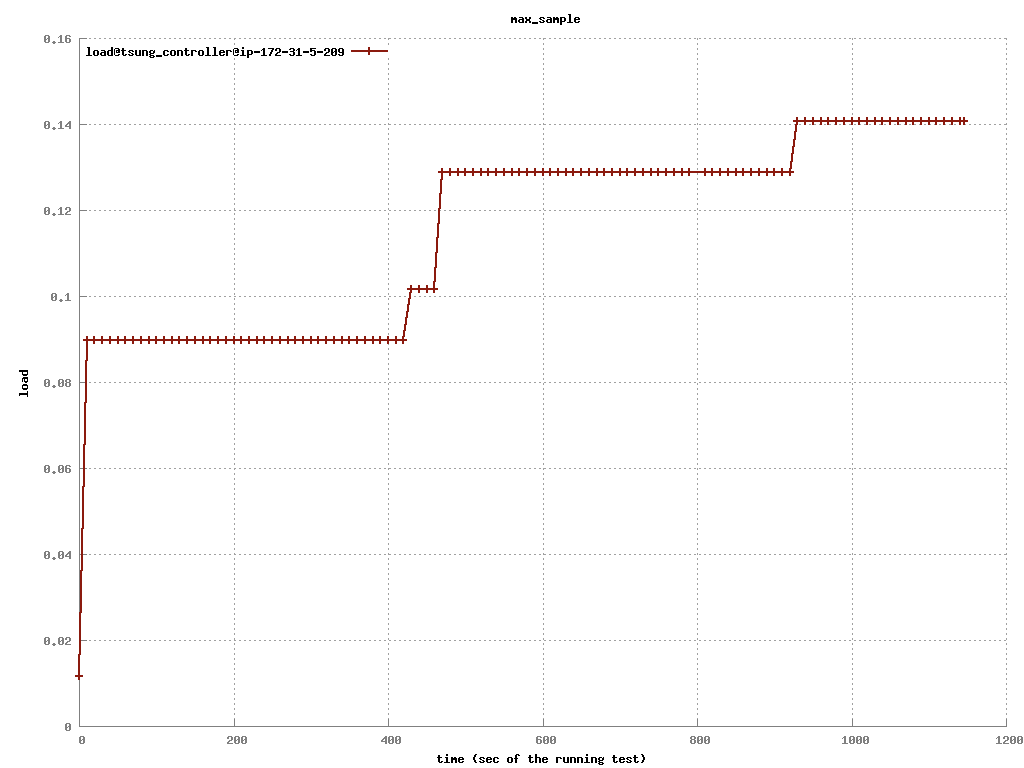 max_sample
load@tsung_controller@ip-172-31-5-209
0.16
0.14
0.12
0.1
0.08
0.06
0.04
0.02
0
load
0 200 400 600 800 1000 1200
time (sec of the running test)